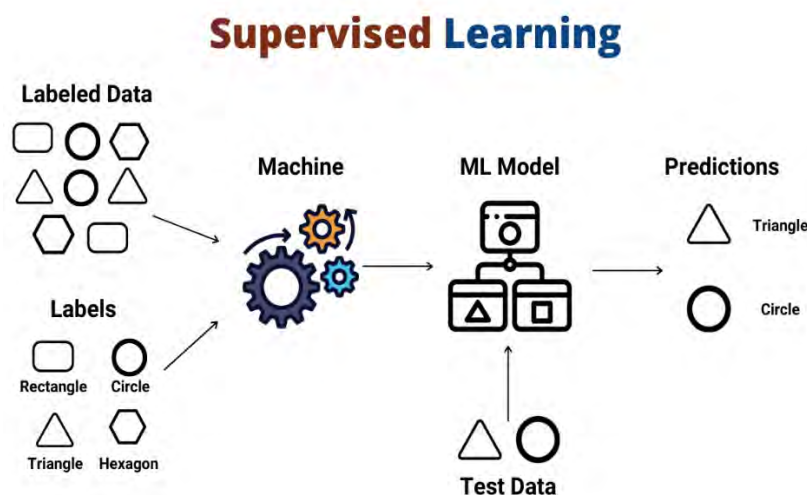 Supervised Learning
Labeled Data
Machine
ML Model
Predictions
Triangle
Circle
Labels
Rectangle Circle
Triangle Hexagon
Test Data